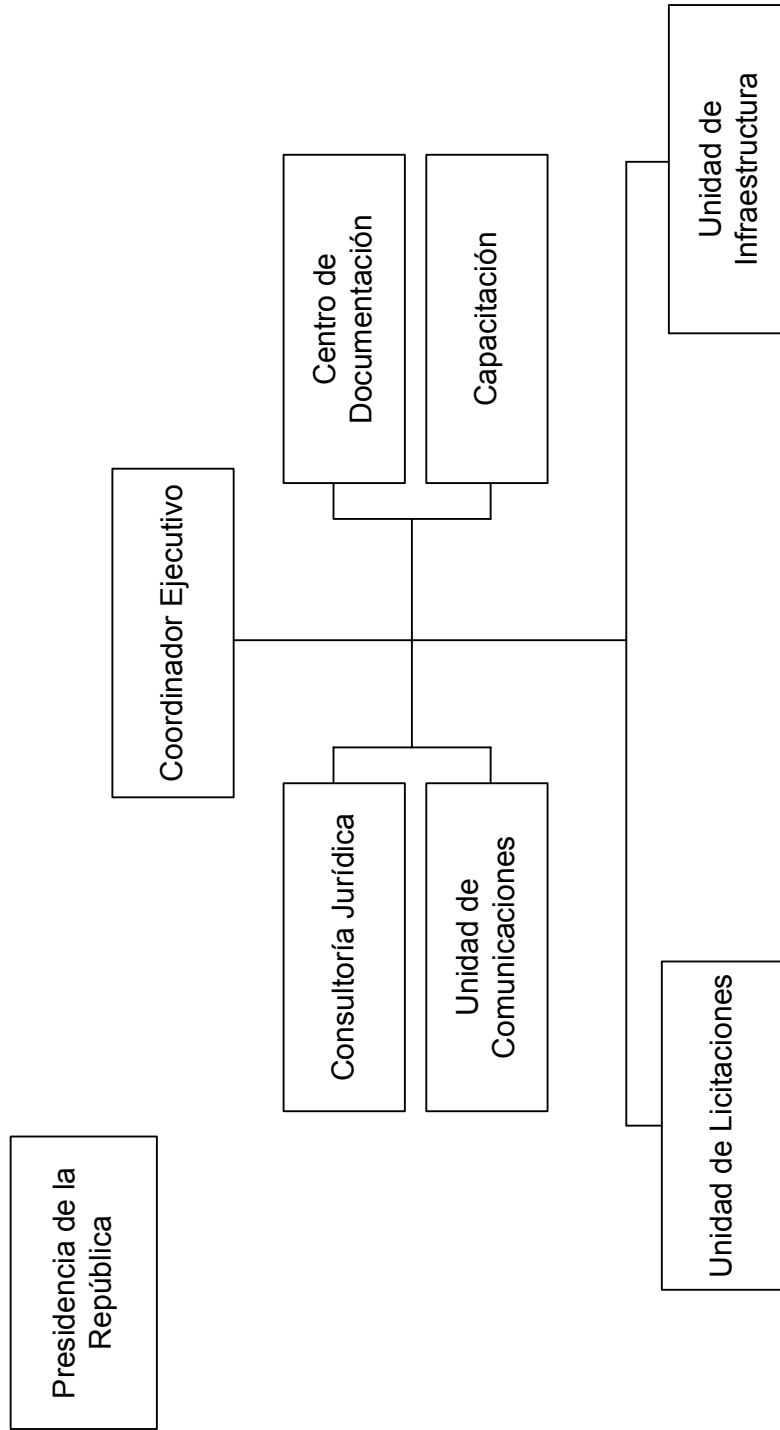 Presidencia de la
República
Coordinador Ejecutivo
Consultoría Jurídica
Centro de
Documentación
Unidad de
Comunicaciones
Capacitación
Unidad de Licitaciones
Unidad de
Infraestructura